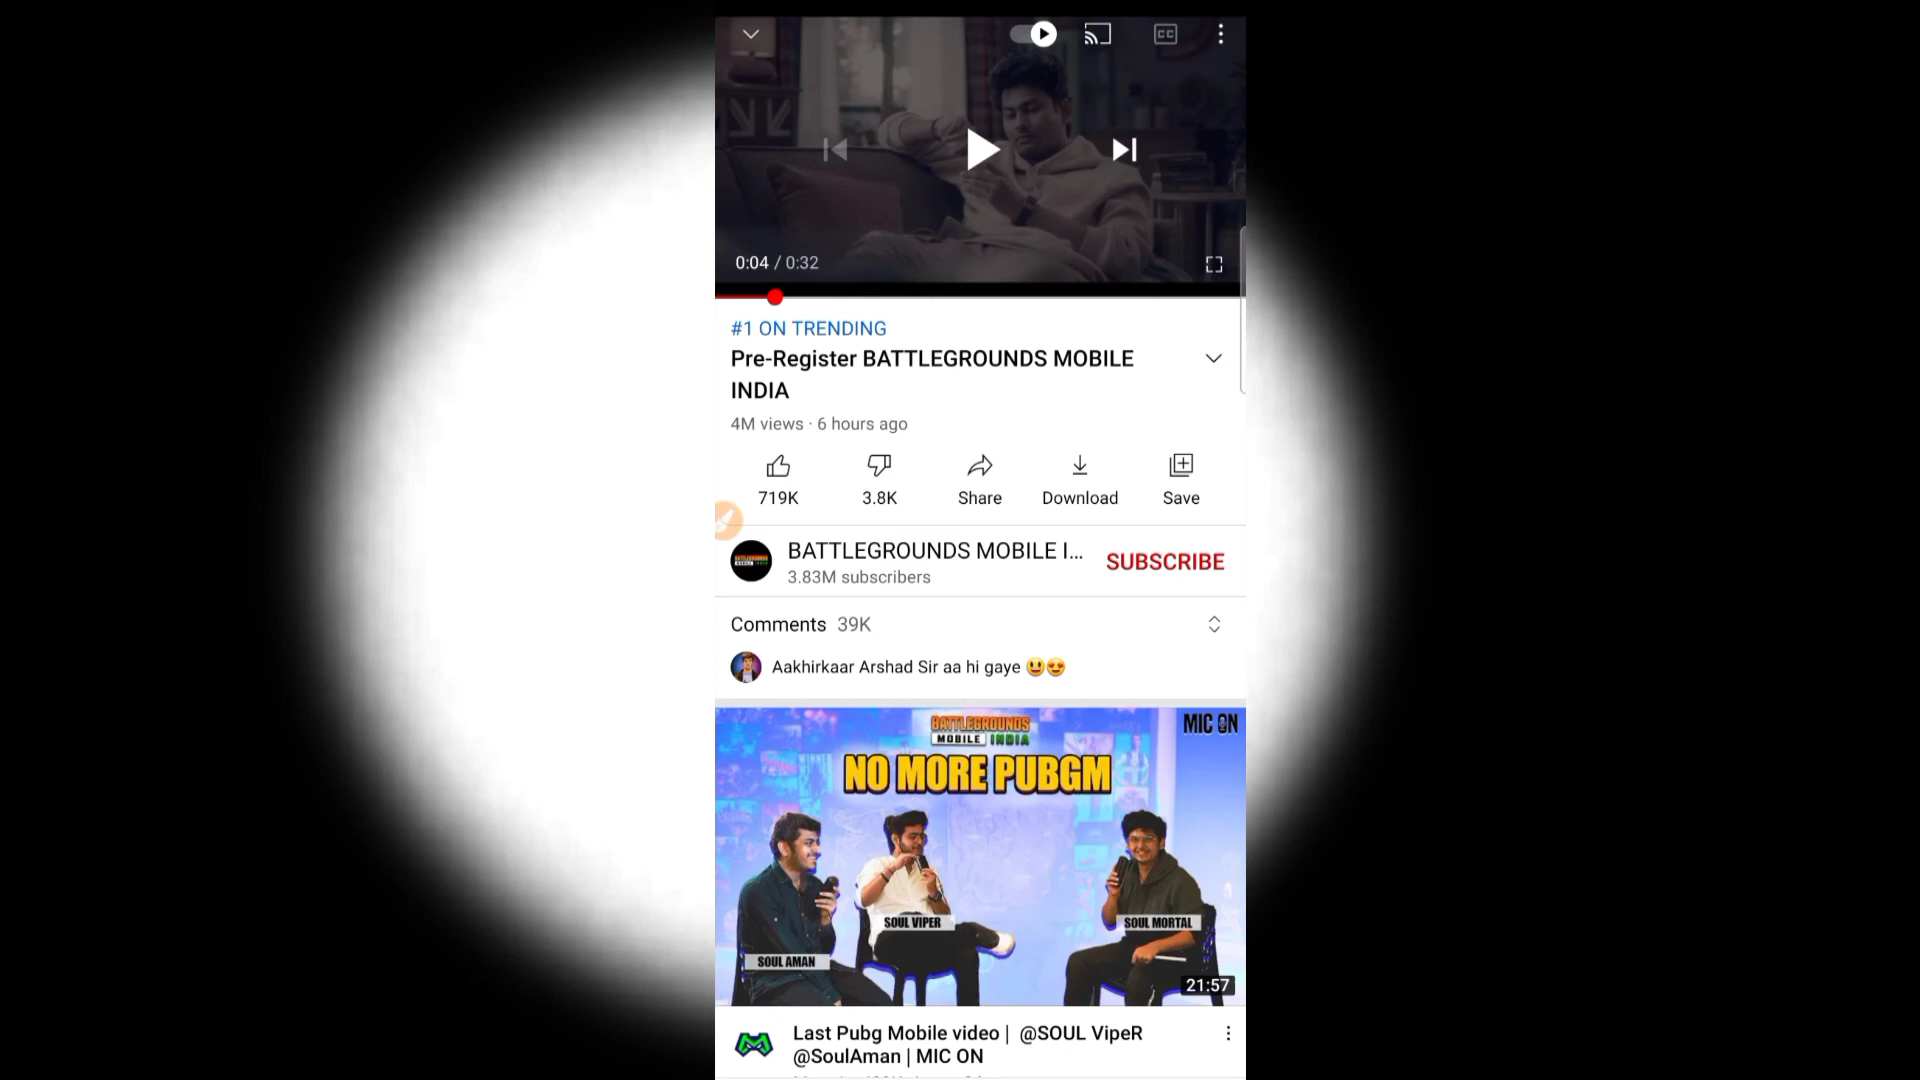 CC
0:04 / 0:32
#1 ON TRENDING
Pre-Register BATTLEGROUNDS MOBILE
INDIA
4M views · 6 hours ago
719K
3.8K
Share
Download
Save
BATTLEGROUNDS MOBILE I...
SUBSCRIBE
3.83M subscribers
Comments 39K
Aakhirkaar Arshad Sir aa hi gaye 😃😍
BATTLEGROUNDS
MOBILE INDIA
MIC ON
NO MORE PUBGM
SOUL VIPER
SOUL MORTAL
SOUL AMAN
21:57
Last Pubg Mobile video | @SOUL VipeR
@SoulAman | MIC ON